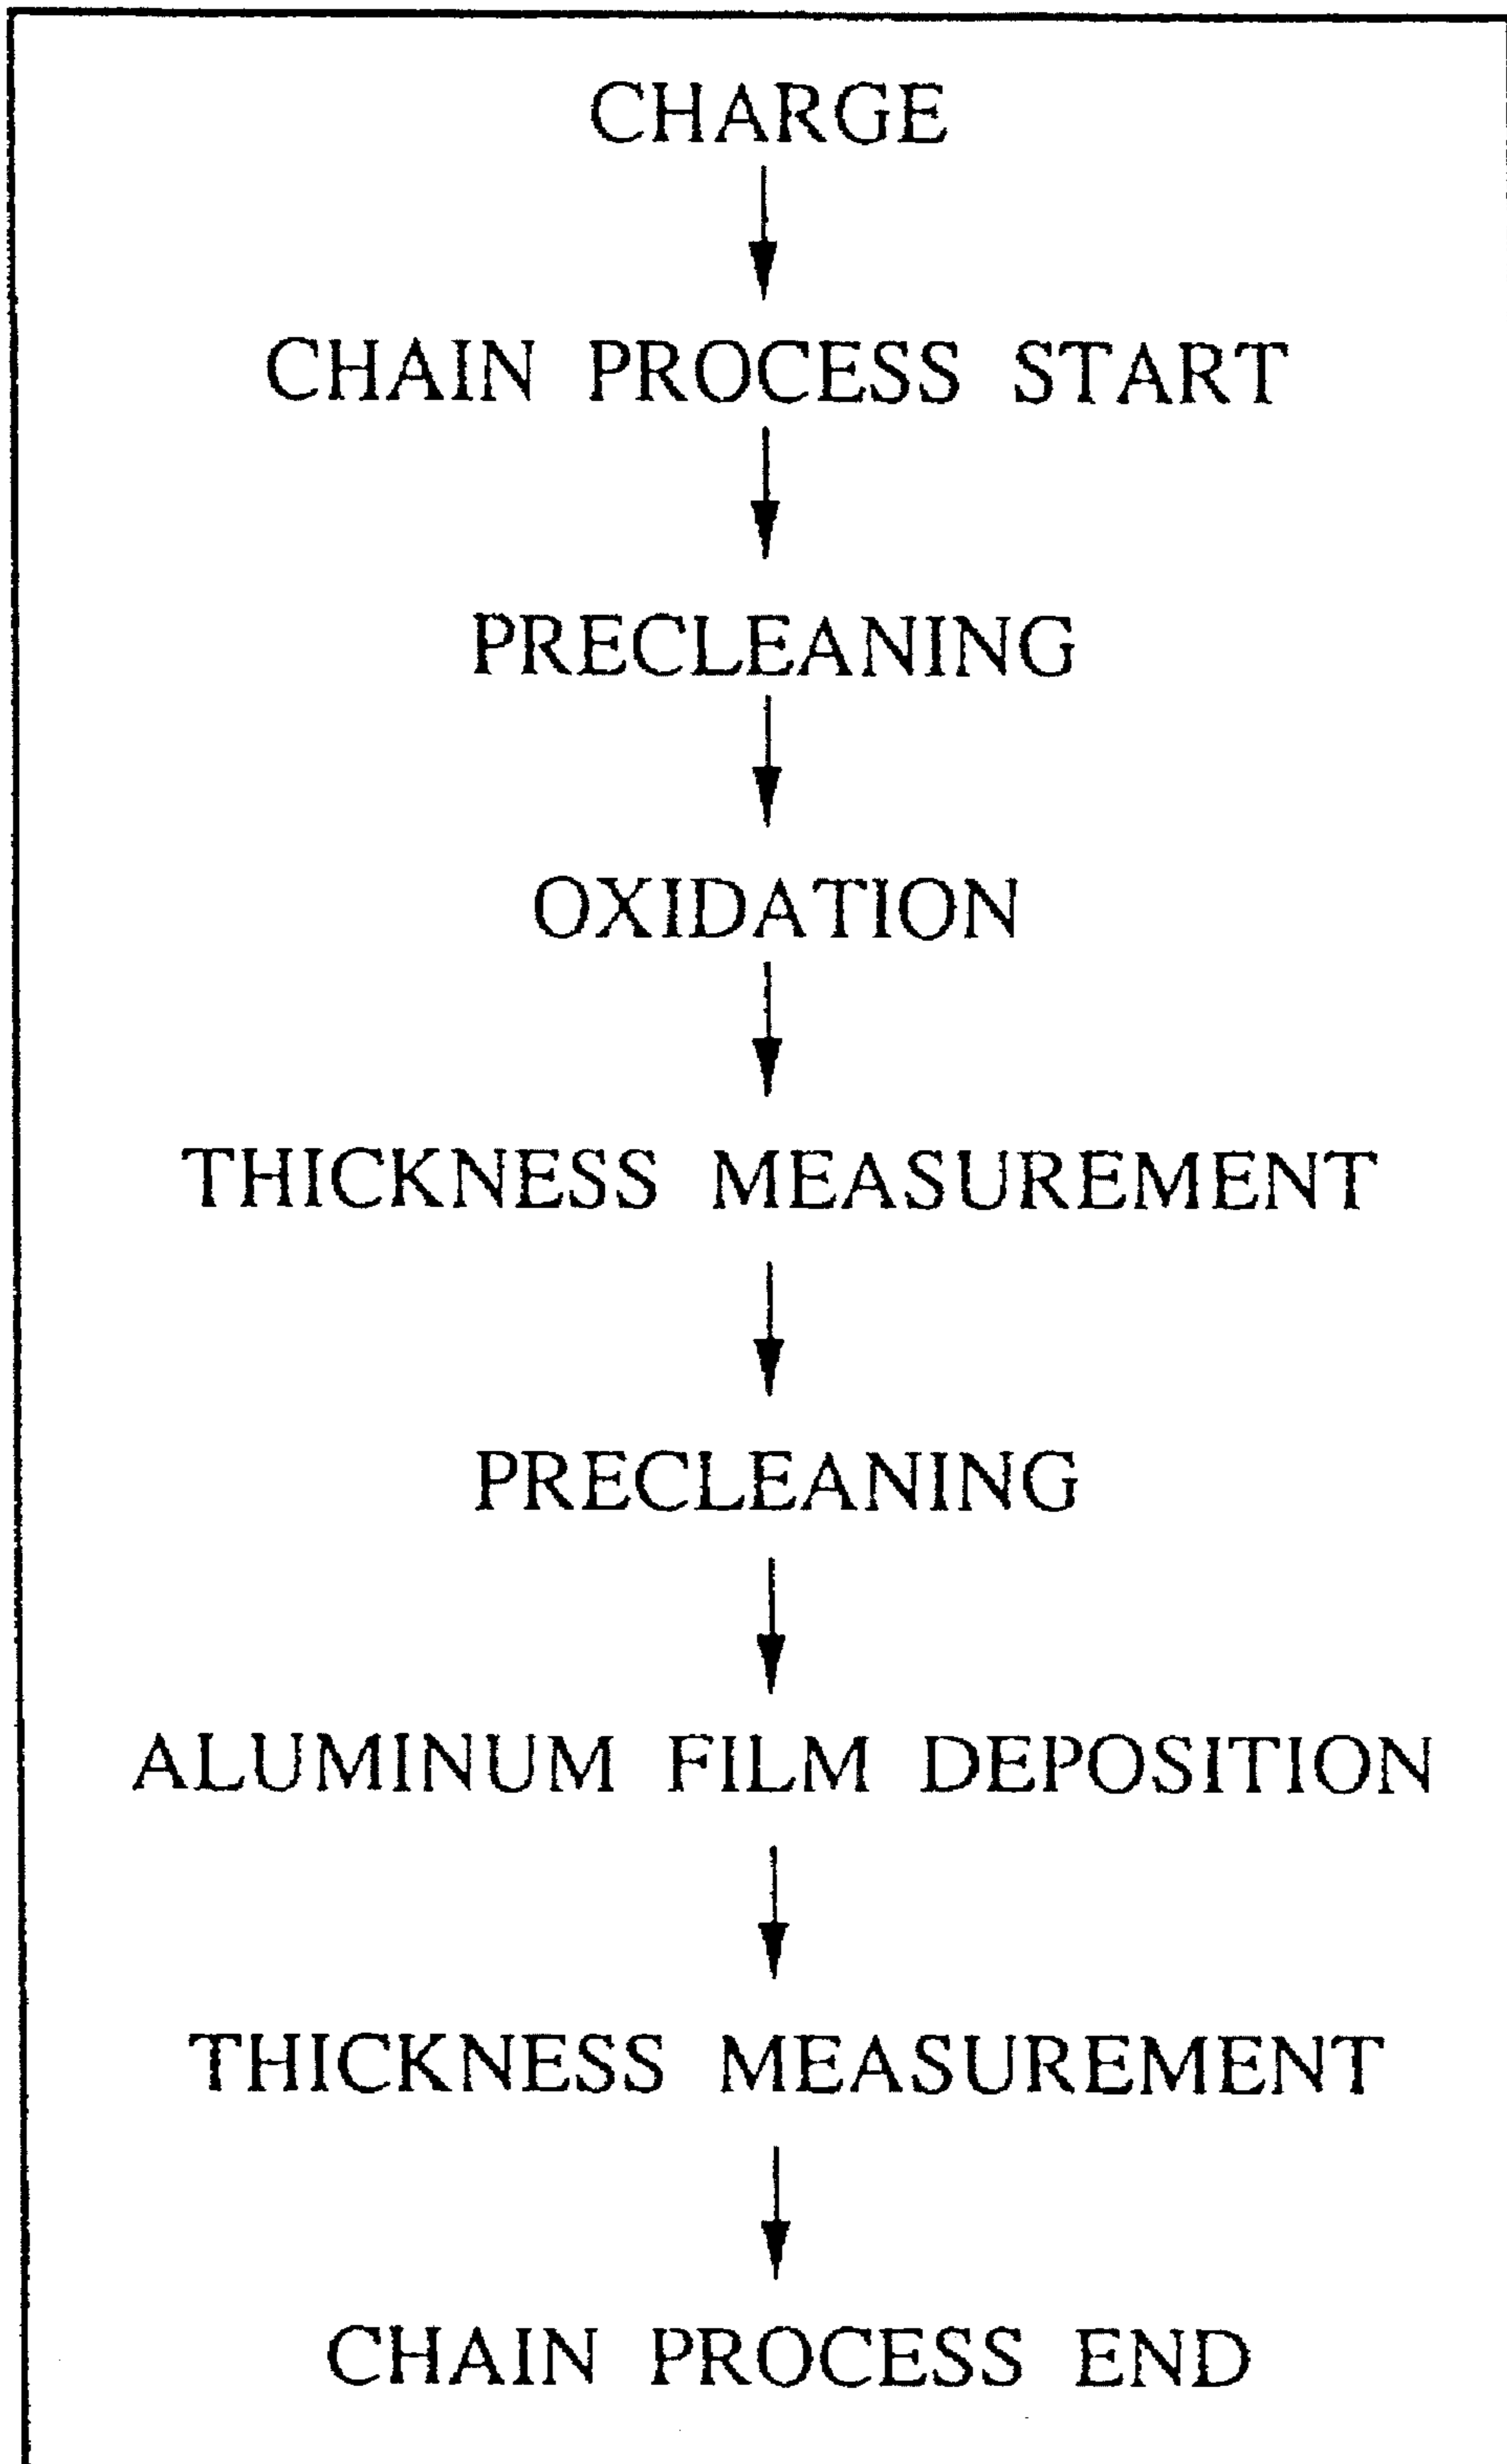 CHARGE
CHAIN PROCESS START
PRECLEANING
OXIDATION
THICKNESS MEASUREMENT
PRECLEANING
ALUMINUM FILM DEPOSITION
THICKNESS MEASUREMENT
CHAIN PROCESS END